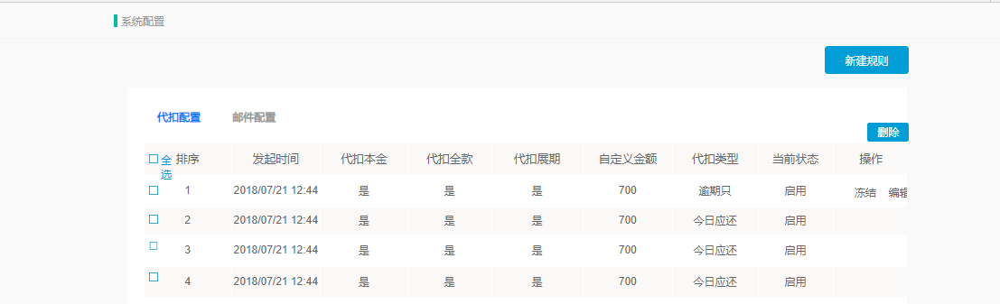 系统配置
新建规则
代扣配置 邮件配置
删除
全选 排序 发起时间 代扣本金 代扣全款 代扣展期 自定义金额 代扣类型 当前状态 操作
1 2018/07/21 12:44 是 是 是 700 逾期只 启用 冻结 编辑
2 2018/07/21 12:44 是 是 是 700 今日应还 启用
3 2018/07/21 12:44 是 是 是 700 今日应还 启用
4 2018/07/21 12:44 是 是 是 700 今日应还 启用